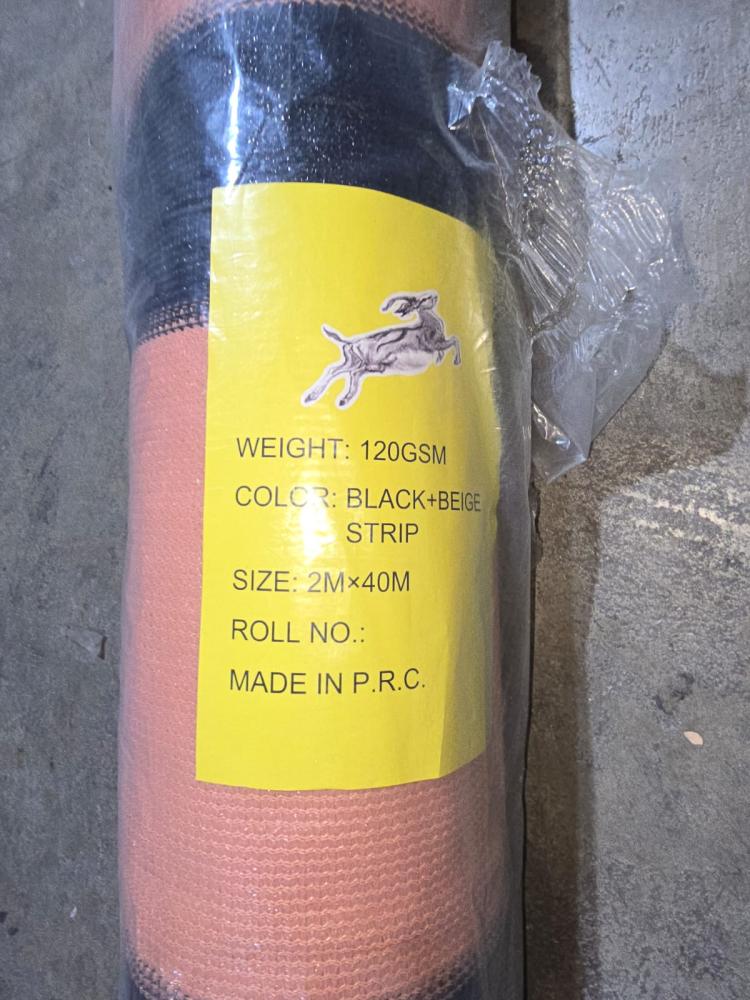 WEIGHT: 120GSM
COLOR: BLACK+BEIGE
STRIP
SIZE: 2M×40M
ROLL NO.:
MADE IN P.R.C.